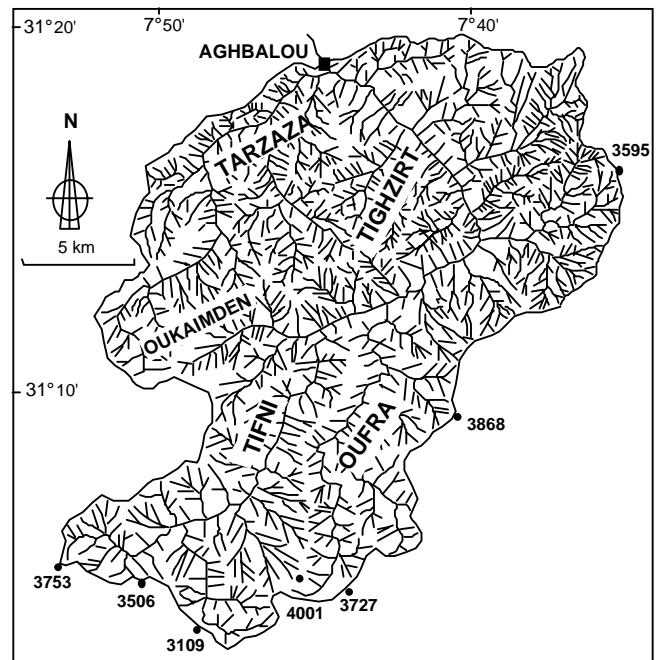 7°50' 7°40'
31°20'
AGHBALOU
TARZAZA
N
3595
TIGHZIRT
5 km
OUKAIMDEN
31°10'
TIFNI
OUFRA
3868
3753
3506
4001
3727
3109